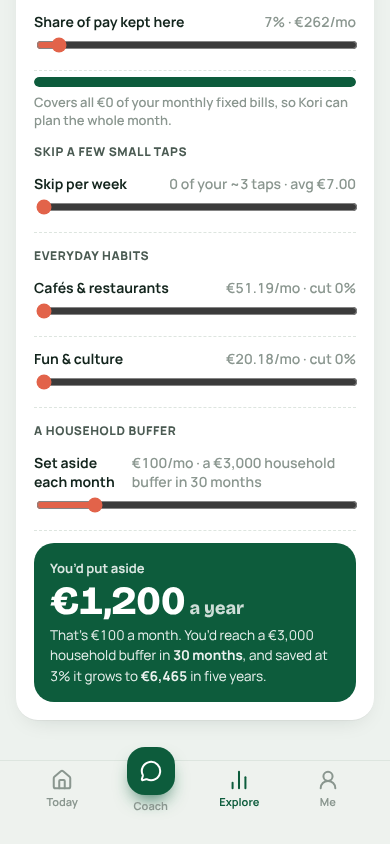 Share of pay kept here 7% · €262/mo
Covers all €0 of your monthly fixed bills, so Kori can
plan the whole month.
SKIP A FEW SMALL TAPS
Skip per week 0 of your ~3 taps · avg €7.00
EVERYDAY HABITS
Cafés & restaurants €51.19/mo · cut 0%
Fun & culture €20.18/mo · cut 0%
A HOUSEHOLD BUFFER
Set aside
each month
€100/mo · a €3,000 household
buffer in 30 months
You'd put aside
€1,200 a year
That's €100 a month. You'd reach a €3,000
household buffer in 30 months, and saved at
3% it grows to €6,465 in five years.
Today Coach Explore Me